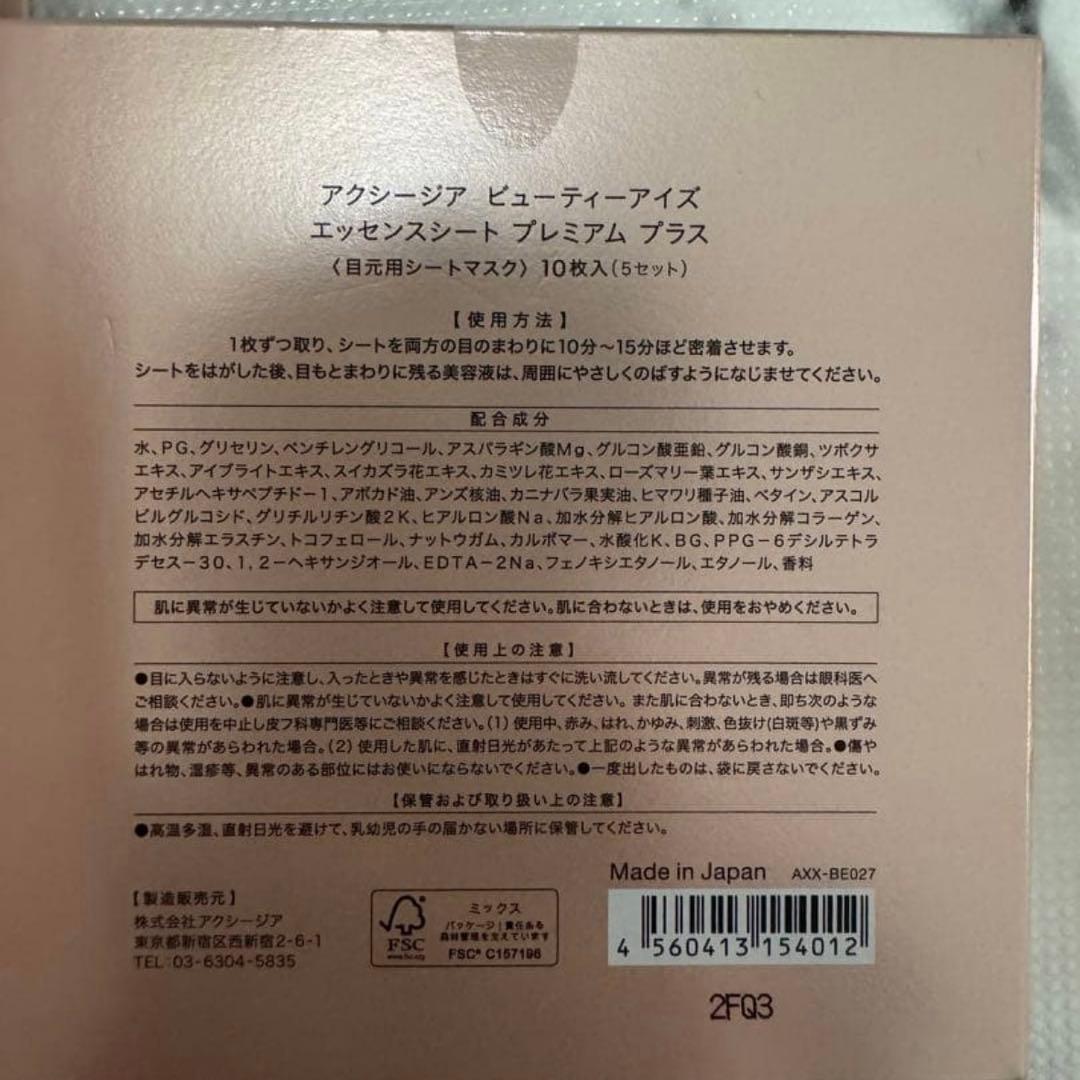 アクシージア ビューティーアイズ
エッセンスシート プレミアム プラス
〈目元用シートマスク〉10枚入(5セット)
【使用方法】
1枚ずつ取り、シートを両方の目のまわりに10分〜15分ほど密着させます。
シートをはがした後、目もとまわりに残る美容液は、周囲にやさしくのばすようになじませてください。
配合成分
水、PG、グリセリン、ペンチレングリコール、アスパラギン酸Mg、グルコン酸亜鉛、グルコン酸銅、ツボクサ
エキス、アイブライトエキス、スイカズラ花エキス、カミツレ花エキス、ローズマリー葉エキス、サンザシエキス、
アセチルヘキサペプチド-1、アボカド油、アンズ核油、カニナバラ果実油、ヒマワリ種子油、ベタイン、アスコル
ビルグルコシド、グリチルリチン酸2K、ヒアルロン酸Na、加水分解ヒアルロン酸、加水分解コラーゲン、
加水分解エラスチン、トコフェロール、ナットウガム、カルボマー、水酸化K、BG、PPG-6デシルテトラ
デセス-30、1,2-ヘキサンジオール、EDTA-2Na、フェノキシエタノール、エタノール、香料
肌に異常が生じていないかよく注意して使用してください。肌に合わないときは、使用をおやめください。
【使用上の注意】
●目に入らないように注意し、入ったときや異常を感じたときはすぐに洗い流してください。異常が残る場合は眼科医へ
ご相談ください。●肌に異常が生じていないかよく注意して使用してください。また肌に合わないとき、即ち次のような
場合は使用を中止し皮フ科専門医等にご相談ください。(1) 使用中、赤み、はれ、かゆみ、刺激、色抜け(白斑等)や黒ずみ
等の異常があらわれた場合。(2) 使用した肌に、直射日光があたって上記のような異常があらわれた場合。●傷や
はれ物、湿疹等、異常のある部位にはお使いにならないでください。●一度出したものは、袋に戻さないでください。
【保管および取り扱い上の注意】
●高温多湿、直射日光を避けて、乳幼児の手の届かない場所に保管してください。
Made in Japan AXX-BE027
【製造販売元】
株式会社アクシージア
東京都新宿区西新宿2-6-1
TEL:03-6304-5835
FSC
www.fsc.org
ミックス
パッケージ|責任ある
森林管理を支えています
FSC® C157196
4 560413 154012
2FQ3